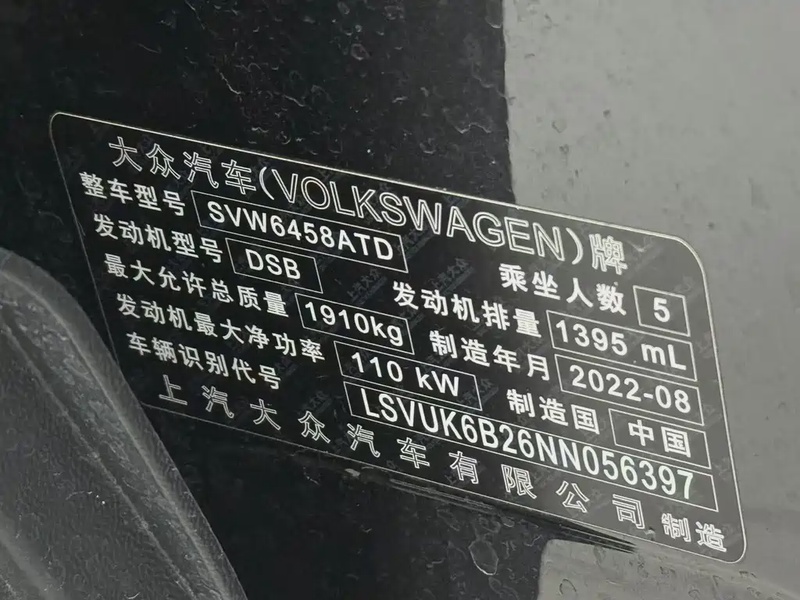 大众汽车(VOLKSWAGEN)牌
整车型号 SVW6458ATD 乘坐人数 5
发动机型号 DSB 发动机排量 1395 mL
最大允许总质量 1910kg 制造年月 2022-08
发动机最大净功率 110 kW 制造国 中国
车辆识别代号 LSVUK6B26NN056397
上汽大众汽车有限公司制造